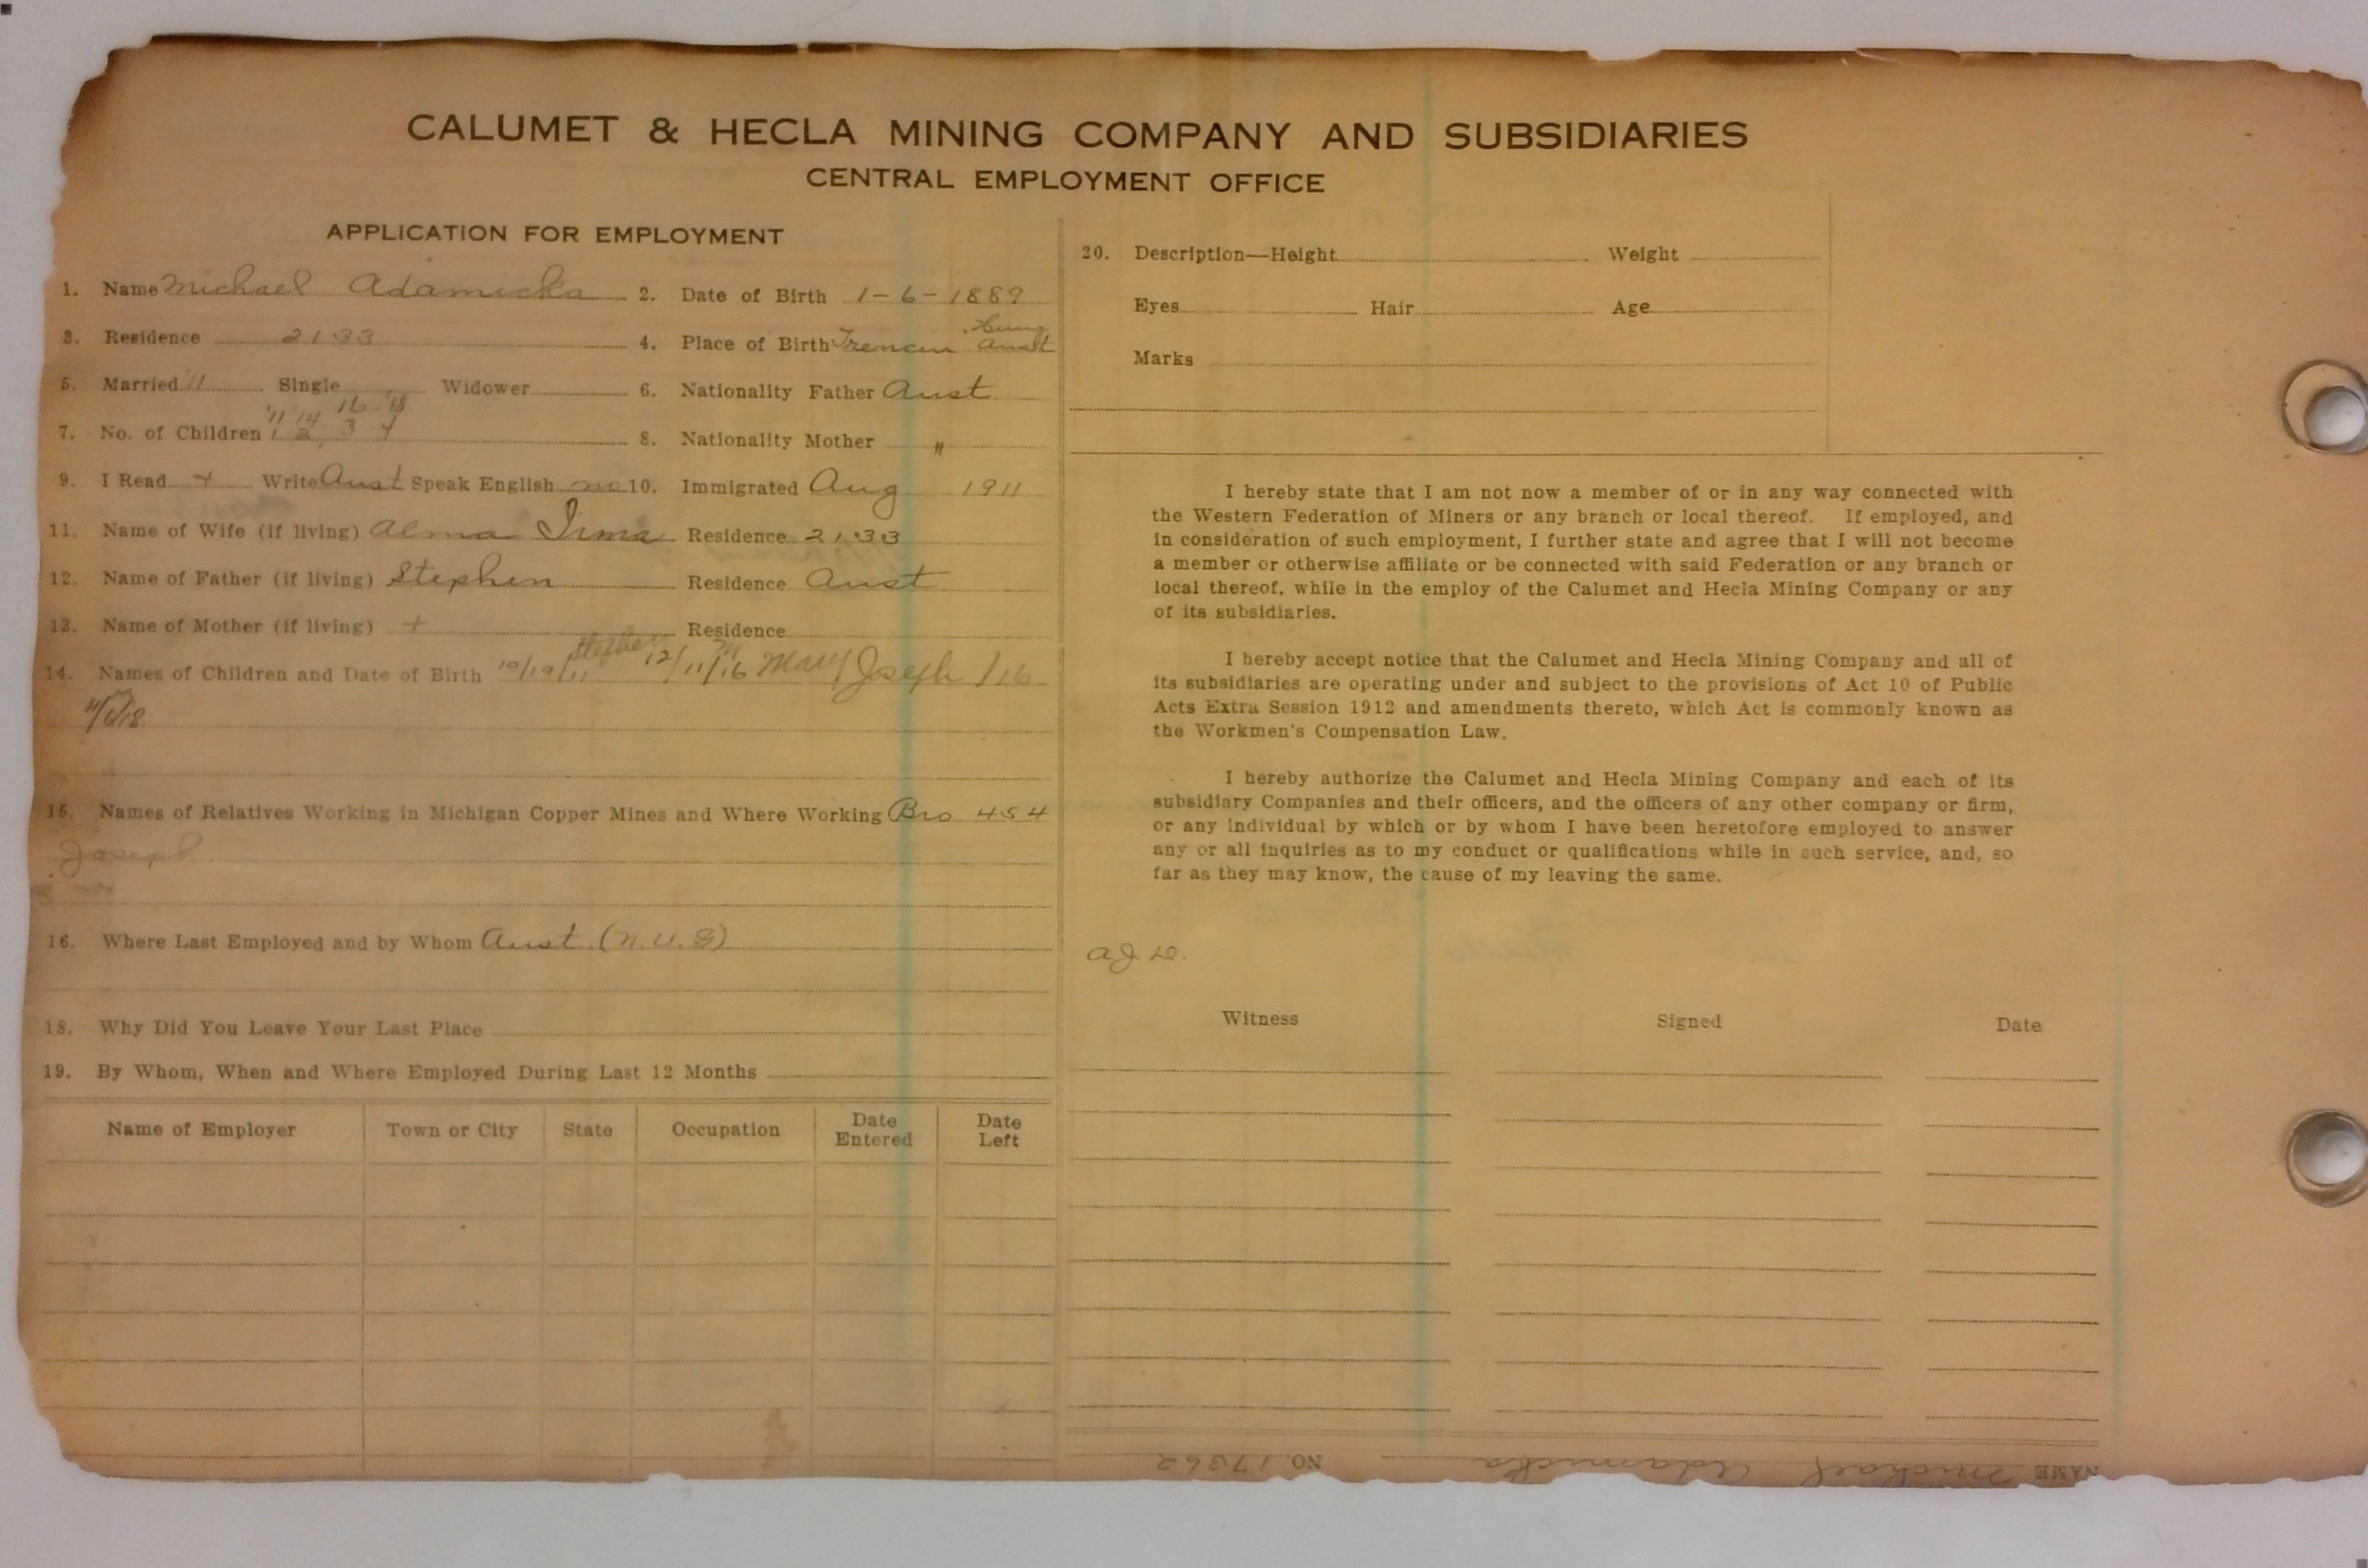 CALUMET & HECLA MINING COMPANY AND SUBSIDIARIES
CENTRAL EMPLOYMENT OFFICE
APPLICATION FOR EMPLOYMENT
1. Name Michael Adamicka 2. Date of Birth 1-6-1889
3. Residence 2133 4. Place of Birth Trencin Hung Aust
5. Married '11 Single Widower 6. Nationality Father Aust
'11 '14 16 '18
7. No. of Children 1 2 3 4 8. Nationality Mother "
9. I Read + Write Aust Speak English no 10. Immigrated Aug 1911
11. Name of Wife (if living) Alma Irma Residence 2133
12. Name of Father (if living) Stephen Residence Aust
13. Name of Mother (if living) + Residence
14. Names of Children and Date of Birth 10/19/11 Stephen 12/11/16 Mary Joseph
15. Names of Relatives Working in Michigan Copper Mines and Where Working Bro 454
Joseph
16. Where Last Employed and by Whom Aust. (N.U.S)
18. Why Did You Leave Your Last Place
19. By Whom, When and Where Employed During Last 12 Months
Name of Employer Town or City State Occupation Date Entered Date Left
20. Description—Height Weight
Eyes Hair Age
Marks
I hereby state that I am not now a member of or in any way connected with
the Western Federation of Miners or any branch or local thereof. If employed, and
in consideration of such employment, I further state and agree that I will not become
a member or otherwise affiliate or be connected with said Federation or any branch or
local thereof, while in the employ of the Calumet and Hecla Mining Company or any
of its subsidiaries.
I hereby accept notice that the Calumet and Hecla Mining Company and all of
its subsidiaries are operating under and subject to the provisions of Act 10 of Public
Acts Extra Session 1912 and amendments thereto, which Act is commonly known as
the Workmen's Compensation Law.
I hereby authorize the Calumet and Hecla Mining Company and each of its
subsidiary Companies and their officers, and the officers of any other company or firm,
or any individual by which or by whom I have been heretofore employed to answer
any or all inquiries as to my conduct or qualifications while in such service, and, so
far as they may know, the cause of my leaving the same.
Witness Signed Date
NAME Michael Adamicka NO. 17362